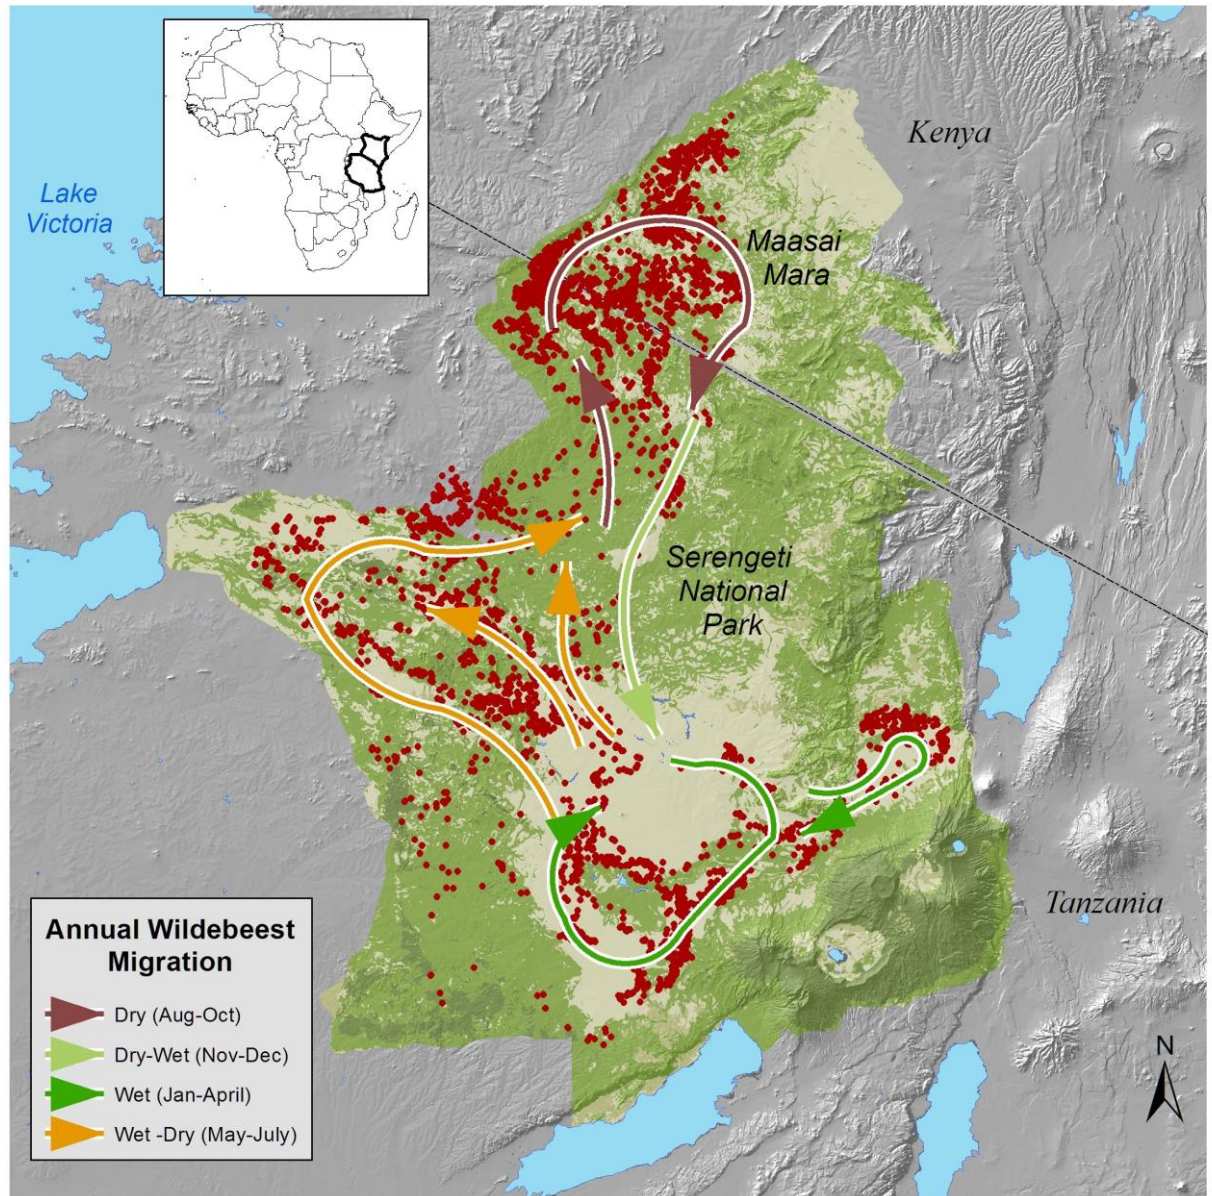 Kenya
Lake
Victoria
Maasai
Mara
Serengeti
National
Park
Tanzania
Annual Wildebeest
Migration
Dry (Aug-Oct)
Dry-Wet (Nov-Dec)
Wet (Jan-April)
Wet -Dry (May-July)
N